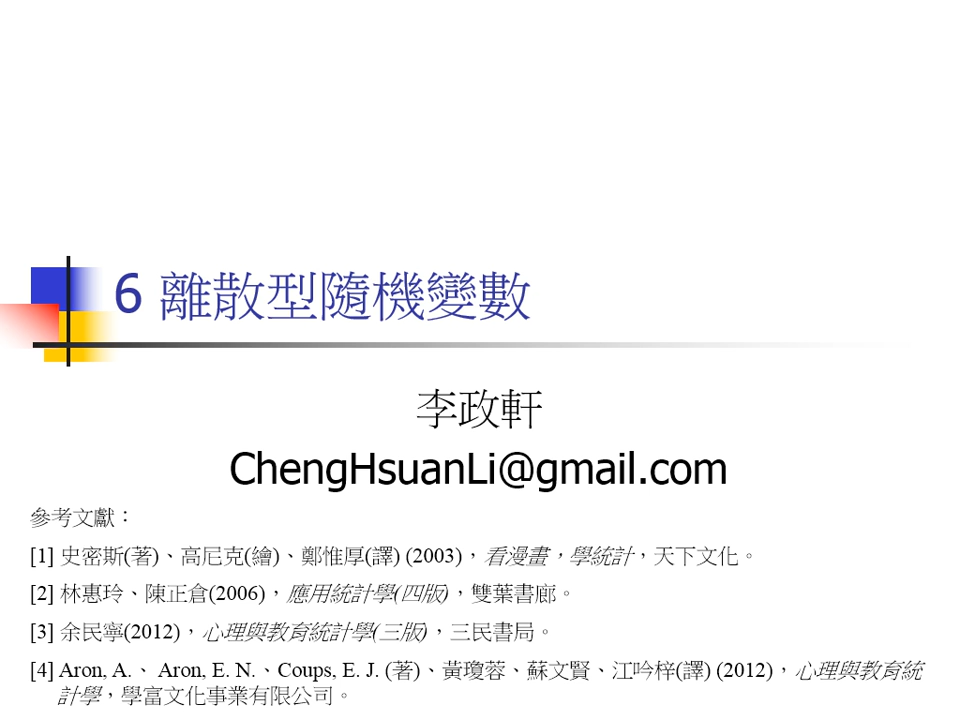 6 離散型隨機變數
李政軒
ChengHsuanLi@gmail.com
參考文獻：
[1] 史密斯(著)、高尼克(繪)、鄭惟厚(譯) (2003)，看漫畫，學統計，天下文化。
[2] 林惠玲、陳正倉(2006)，應用統計學(四版)，雙葉書廊。
[3] 余民寧(2012)，心理與教育統計學(三版)，三民書局。
[4] Aron, A.、 Aron, E. N.、Coups, E. J. (著)、黃瓊蓉、蘇文賢、江吟梓(譯) (2012)，心理與教育統
計學，學富文化事業有限公司。